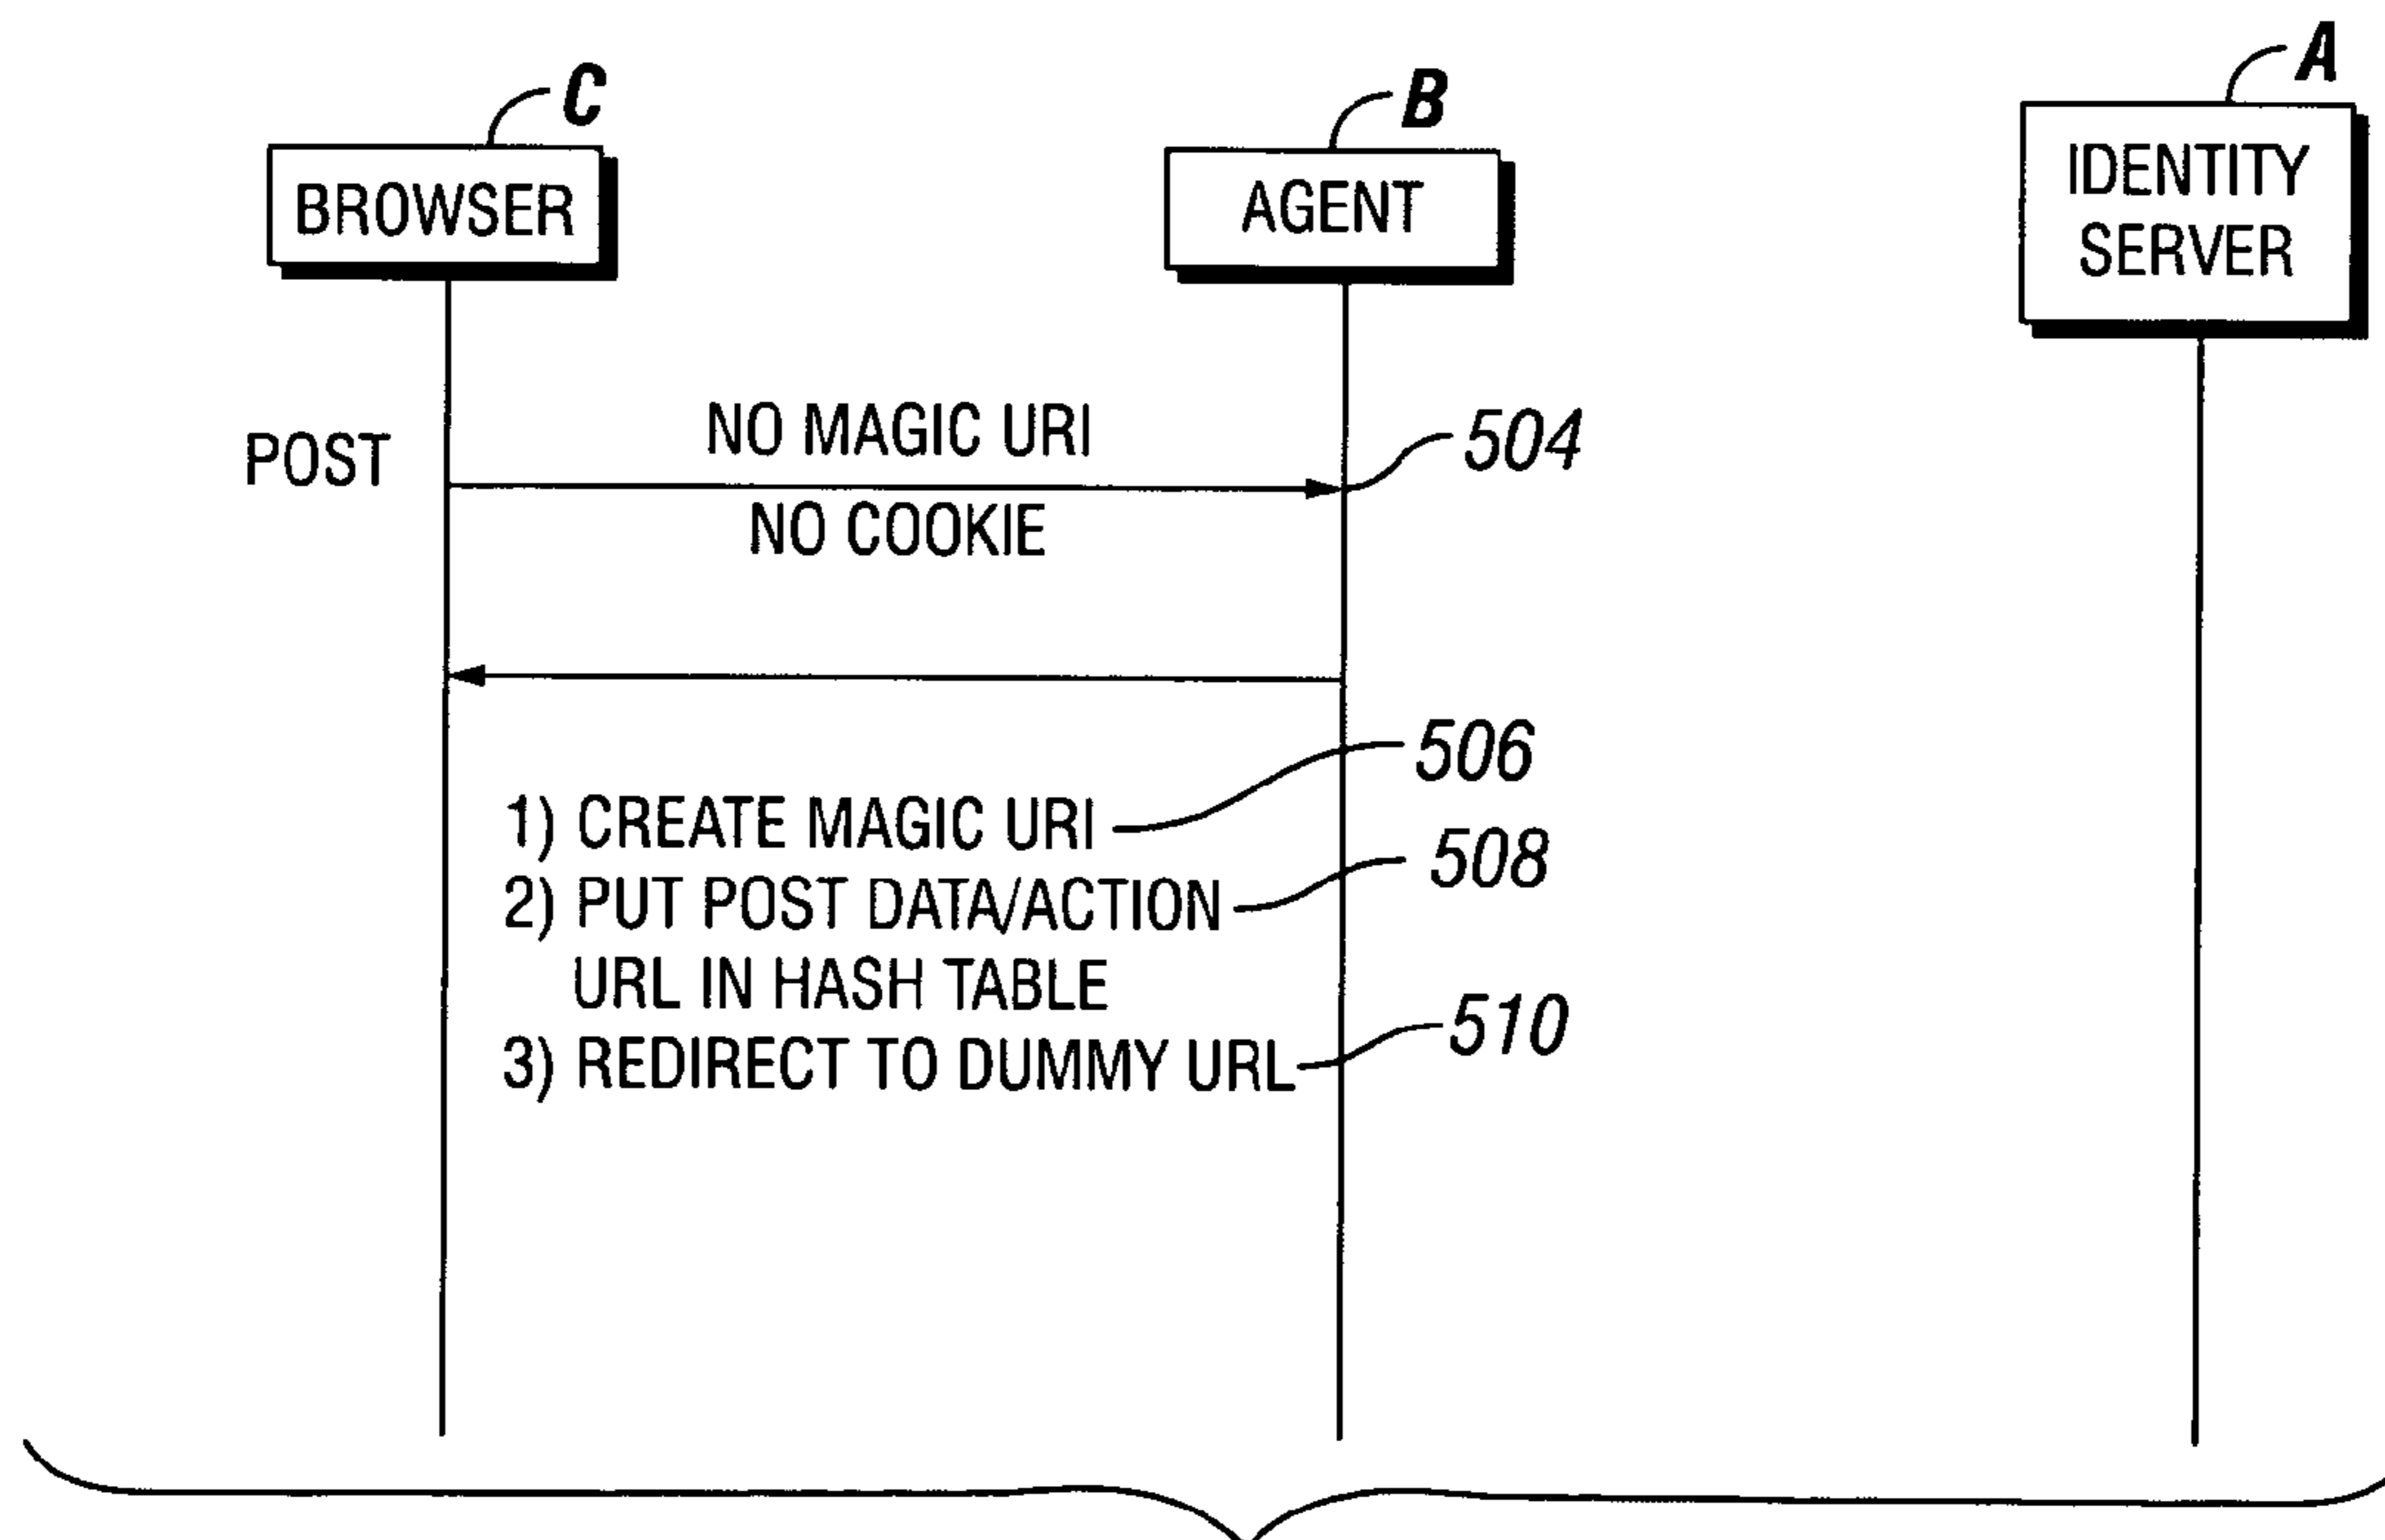 C
B
A
BROWSER
AGENT
IDENTITY
SERVER
POST
NO MAGIC URI
504
NO COOKIE
506
1) CREATE MAGIC URI
508
2) PUT POST DATA/ACTION
URL IN HASH TABLE
510
3) REDIRECT TO DUMMY URL